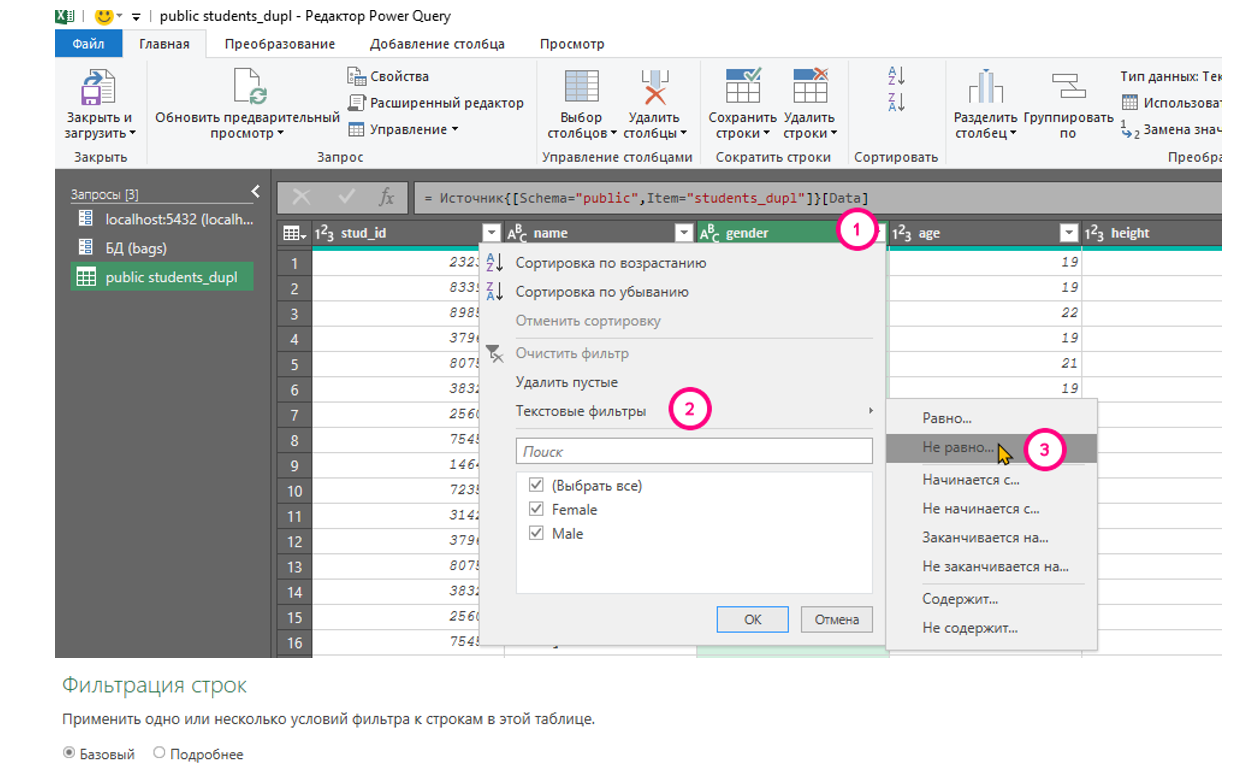 public students_dupl - Редактор Power Query
Файл Главная Преобразование Добавление столбца Просмотр
Закрыть и загрузить
Закрыть
Обновить предварительный просмотр
Свойства
Расширенный редактор
Управление
Запрос
Выбор столбцов
Удалить столбцы
Управление столбцами
Сохранить строки
Удалить строки
Сократить строки
Сортировать
Разделить столбец
Группировать по
Тип данных: Тек
Использоват
Замена знач
Преобра
Запросы [3]
localhost:5432 (localh...
БД (bags)
public students_dupl
= Источник{[Schema="public",Item="students_dupl"]}[Data]
stud_id name gender 1 age height
1 2323 19
2 8335 19
3 8985 22
4 3796 19
5 8075 21
6 3832 19
7 2560
8 7545
9 1464
10 7235
11 3142
12 3796
13 8075
14 3832
15 2560
16 7545
Сортировка по возрастанию
Сортировка по убыванию
Отменить сортировку
Очистить фильтр
Удалить пустые
Текстовые фильтры 2
Поиск
(Выбрать все)
Female
Male
ОК Отмена
Равно...
Не равно... 3
Начинается с...
Не начинается с...
Заканчивается на...
Не заканчивается на...
Содержит...
Не содержит...
Фильтрация строк
Применить одно или несколько условий фильтра к строкам в этой таблице.
Базовый Подробнее